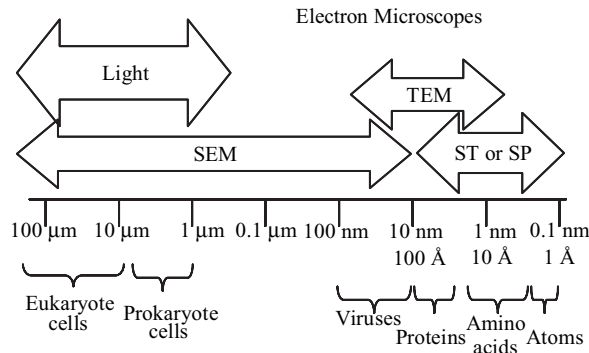 Electron Microscopes
Light
TEM
SEM
ST or SP
100 µm 10 µm 1 µm 0.1 µm 100 nm 10 nm 1 nm 0.1 nm
100 Å 10 Å 1 Å
Eukaryote
cells
Prokaryote
cells
Viruses
Proteins
Amino
acids
Atoms